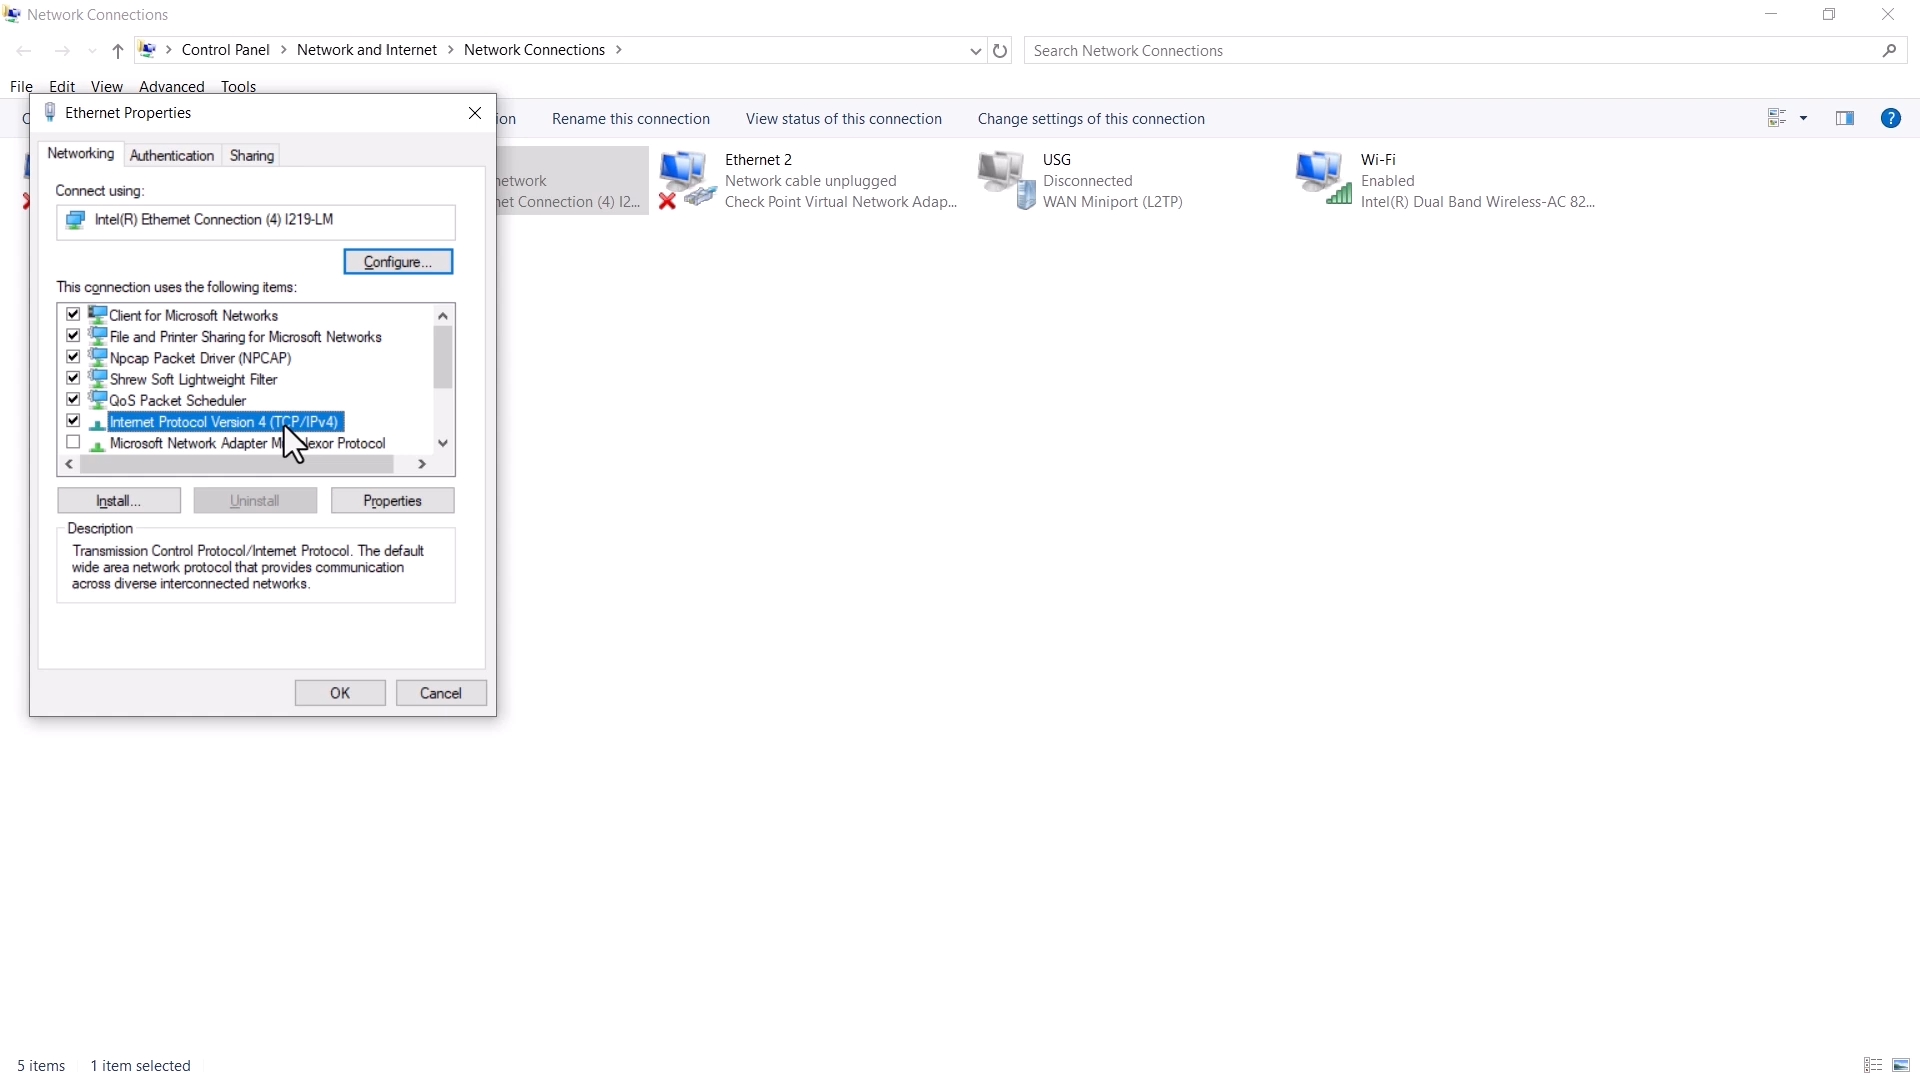 Network Connections
Control Panel > Network and Internet > Network Connections >
Search Network Connections
File Edit View Advanced Tools
Rename this connection View status of this connection Change settings of this connection
Ethernet Properties
Networking Authentication Sharing
Connect using:
Intel(R) Ethernet Connection (4) I219-LM
Configure...
This connection uses the following items:
Client for Microsoft Networks
File and Printer Sharing for Microsoft Networks
Npcap Packet Driver (NPCAP)
Shrew Soft Lightweight Filter
QoS Packet Scheduler
Internet Protocol Version 4 (TCP/IPv4)
Microsoft Network Adapter Protocol
Install... Uninstall Properties
Description
Transmission Control Protocol/Internet Protocol. The default
wide area network protocol that provides communication
across diverse interconnected networks.
OK Cancel
Connection (4) I2...
Ethernet 2
Network cable unplugged
Check Point Virtual Network Adap...
USG
Disconnected
WAN Miniport (L2TP)
Wi-Fi
Enabled
Intel(R) Dual Band Wireless-AC 82...
5 items 1 item selected